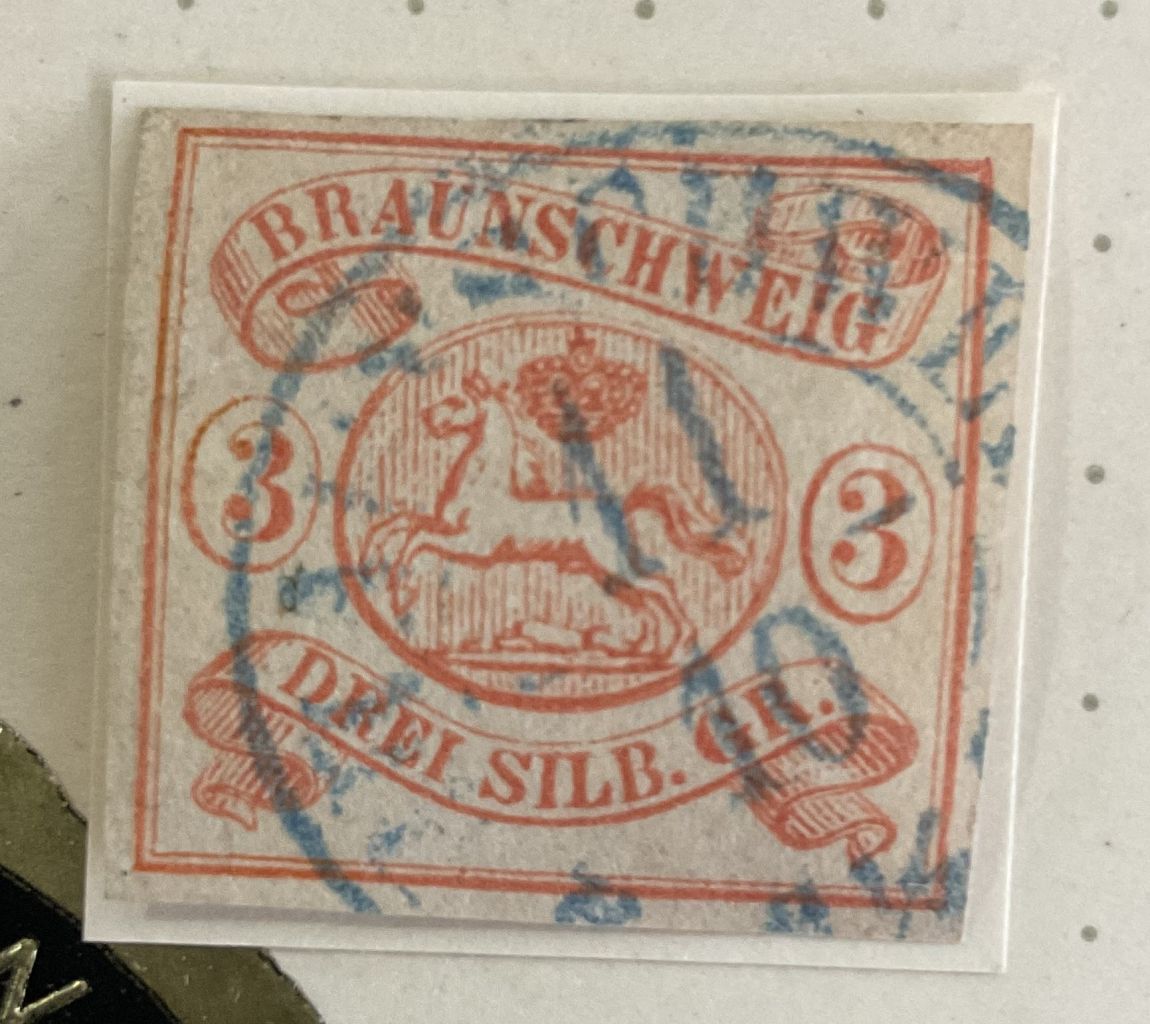 BRAUNSCHWEIG
3
3
DREI SILB. GR.